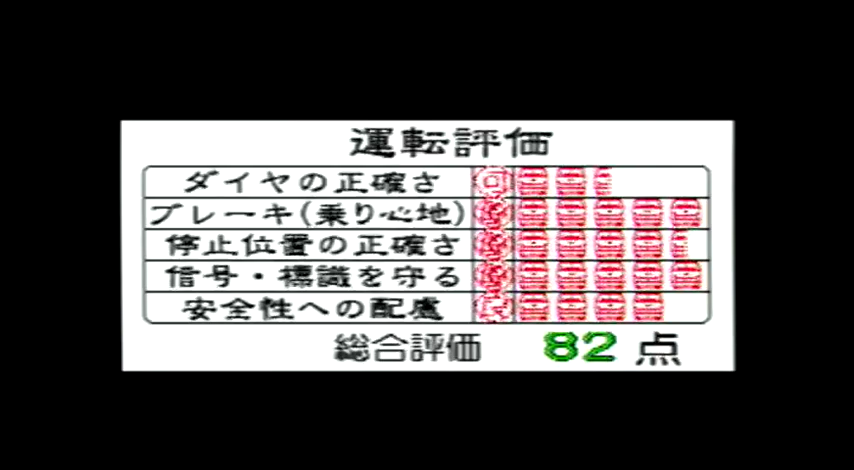 運転評価
ダイヤの正確さ
ブレーキ(乗り心地)
停止位置の正確さ
信号・標識を守る
安全性への配慮
総合評価 82 点